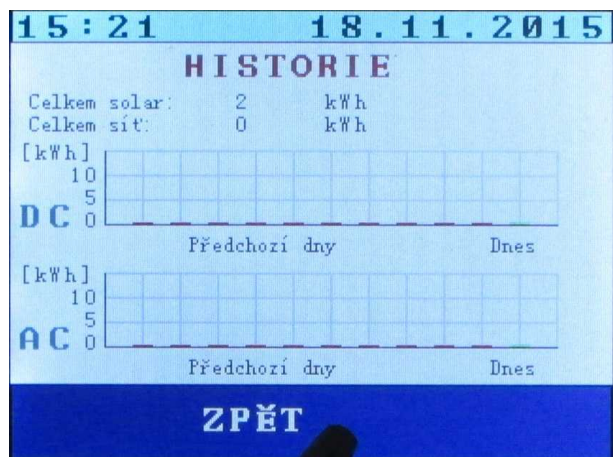 15:21 18.11.2015
HISTORIE
Celkem solar: 2 kWh
Celkem síť: 0 kWh
[kWh]
10
5
DC 0
Předchozí dny Dnes
[kWh]
10
5
AC 0
Předchozí dny Dnes
ZPĚT